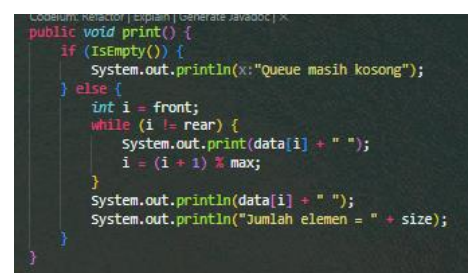 Codeium: Refactor | Explain | Generate Javadoc | ×
public void print() {
if (IsEmpty()) {
System.out.println(x:"Queue masih kosong");
} else {
int i = front;
while (i != rear) {
System.out.print(data[i] + " ");
i = (i + 1) % max;
}
System.out.println(data[i] + " ");
System.out.println("Jumlah elemen = " + size);
}
}